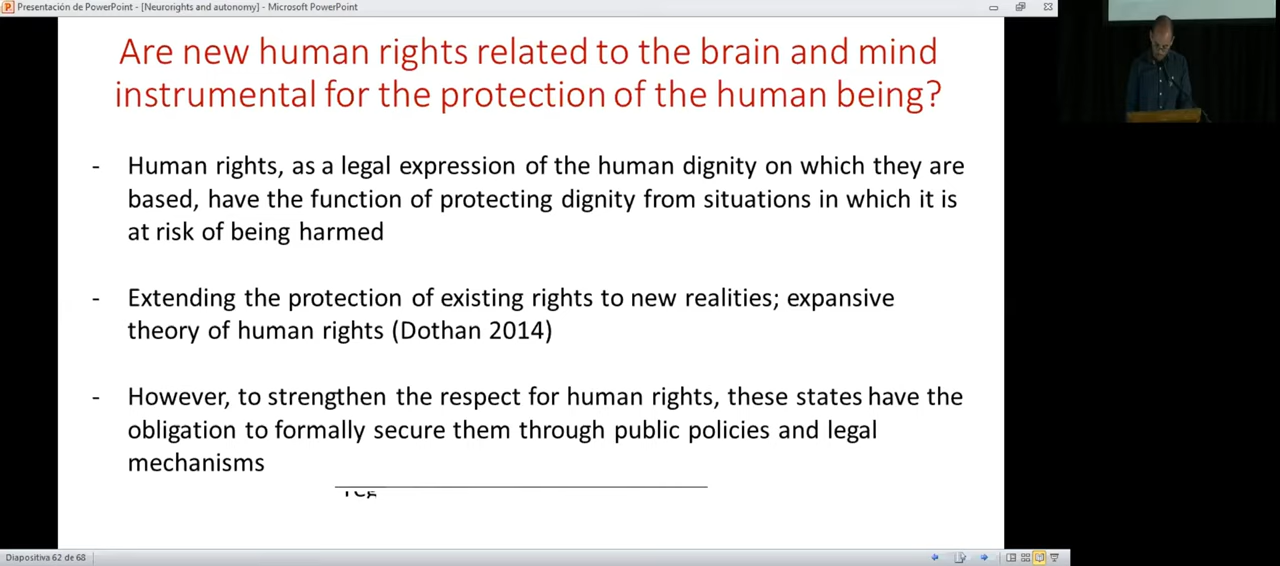 Presentación de PowerPoint - [Neurorights and autonomy] - Microsoft PowerPoint
Are new human rights related to the brain and mind
instrumental for the protection of the human being?
- Human rights, as a legal expression of the human dignity on which they are
based, have the function of protecting dignity from situations in which it is
at risk of being harmed
- Extending the protection of existing rights to new realities; expansive
theory of human rights (Dothan 2014)
- However, to strengthen the respect for human rights, these states have the
obligation to formally secure them through public policies and legal
mechanisms
Diapositiva 62 de 68